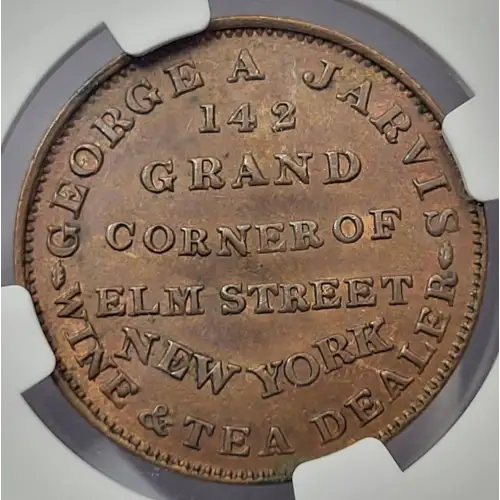 GEORGE A JARVIS
142
GRAND
CORNER OF
ELM STREET
NEW YORK
WINE & TEA DEALER